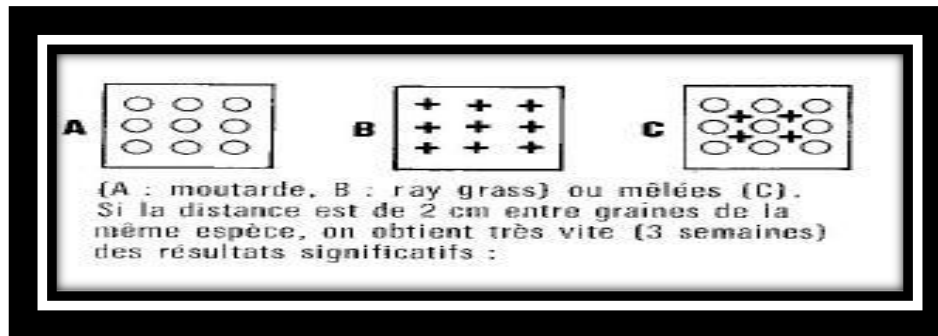 A B C
(A : moutarde, B : ray grass) ou mêlées (C).
Si la distance est de 2 cm entre graines de la
même espèce, on obtient très vite (3 semaines)
des résultats significatifs :